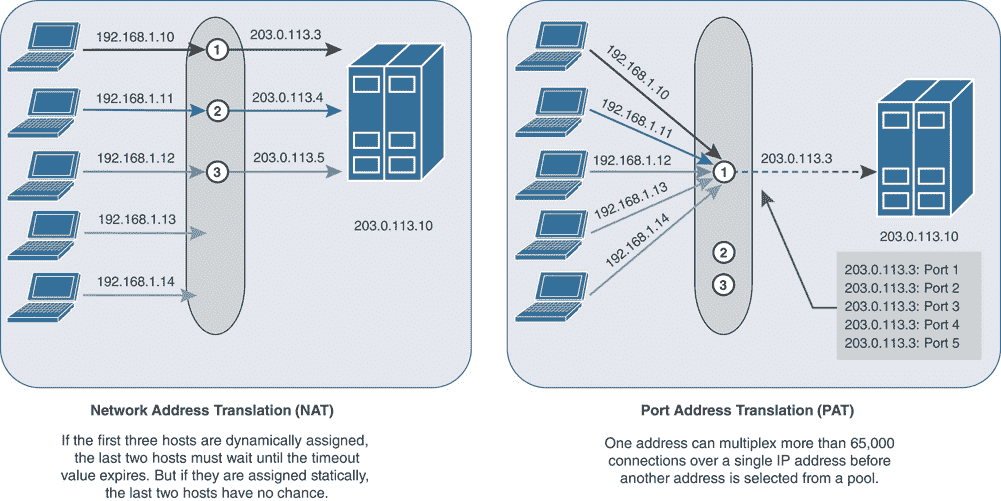 192.168.1.10
1
203.0.113.3
192.168.1.11
2
203.0.113.4
192.168.1.12
3
203.0.113.5
192.168.1.13
203.0.113.10
192.168.1.14
Network Address Translation (NAT)
If the first three hosts are dynamically assigned,
the last two hosts must wait until the timeout
value expires. But if they are assigned statically,
the last two hosts have no chance.
192.168.1.10
192.168.1.11
192.168.1.12
1
203.0.113.3
192.168.1.13
192.168.1.14
2
3
203.0.113.10
203.0.113.3: Port 1
203.0.113.3: Port 2
203.0.113.3: Port 3
203.0.113.3: Port 4
203.0.113.3: Port 5
Port Address Translation (PAT)
One address can multiplex more than 65,000
connections over a single IP address before
another address is selected from a pool.